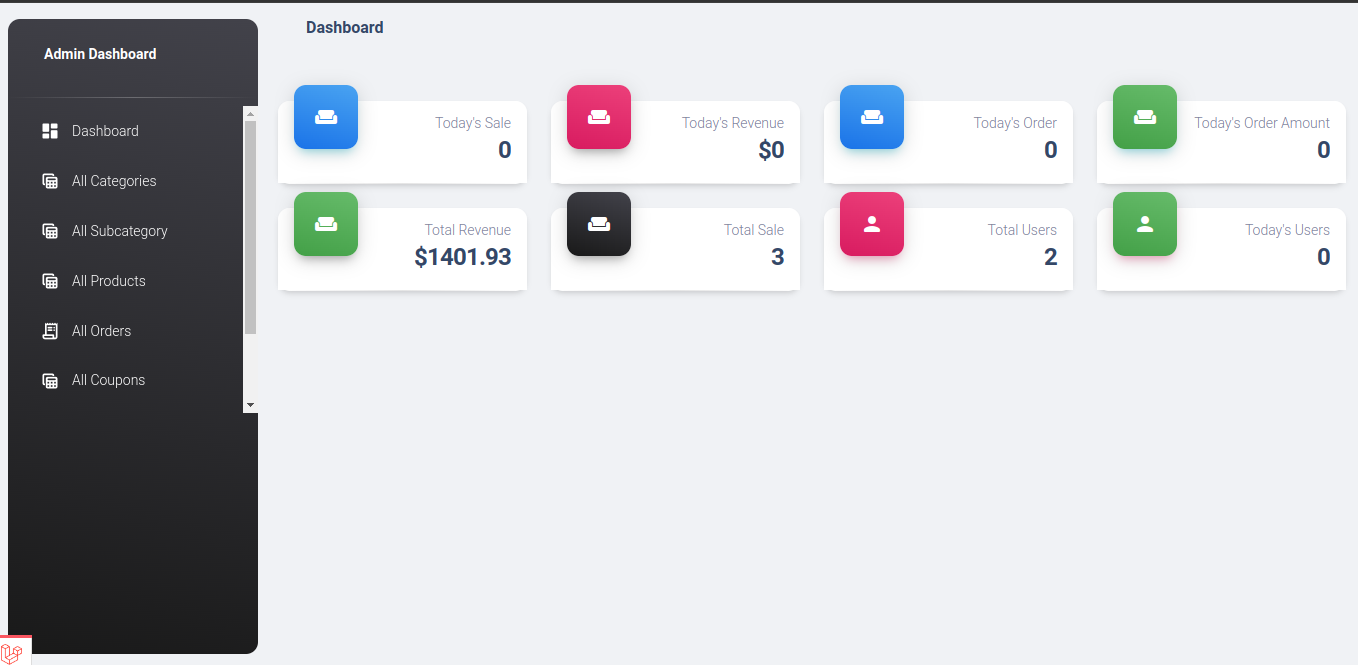 Admin Dashboard
Dashboard
All Categories
All Subcategory
All Products
All Orders
All Coupons
Dashboard
Today's Sale
0
Today's Revenue
$0
Today's Order
0
Today's Order Amount
0
Total Revenue
$1401.93
Total Sale
3
Total Users
2
Today's Users
0